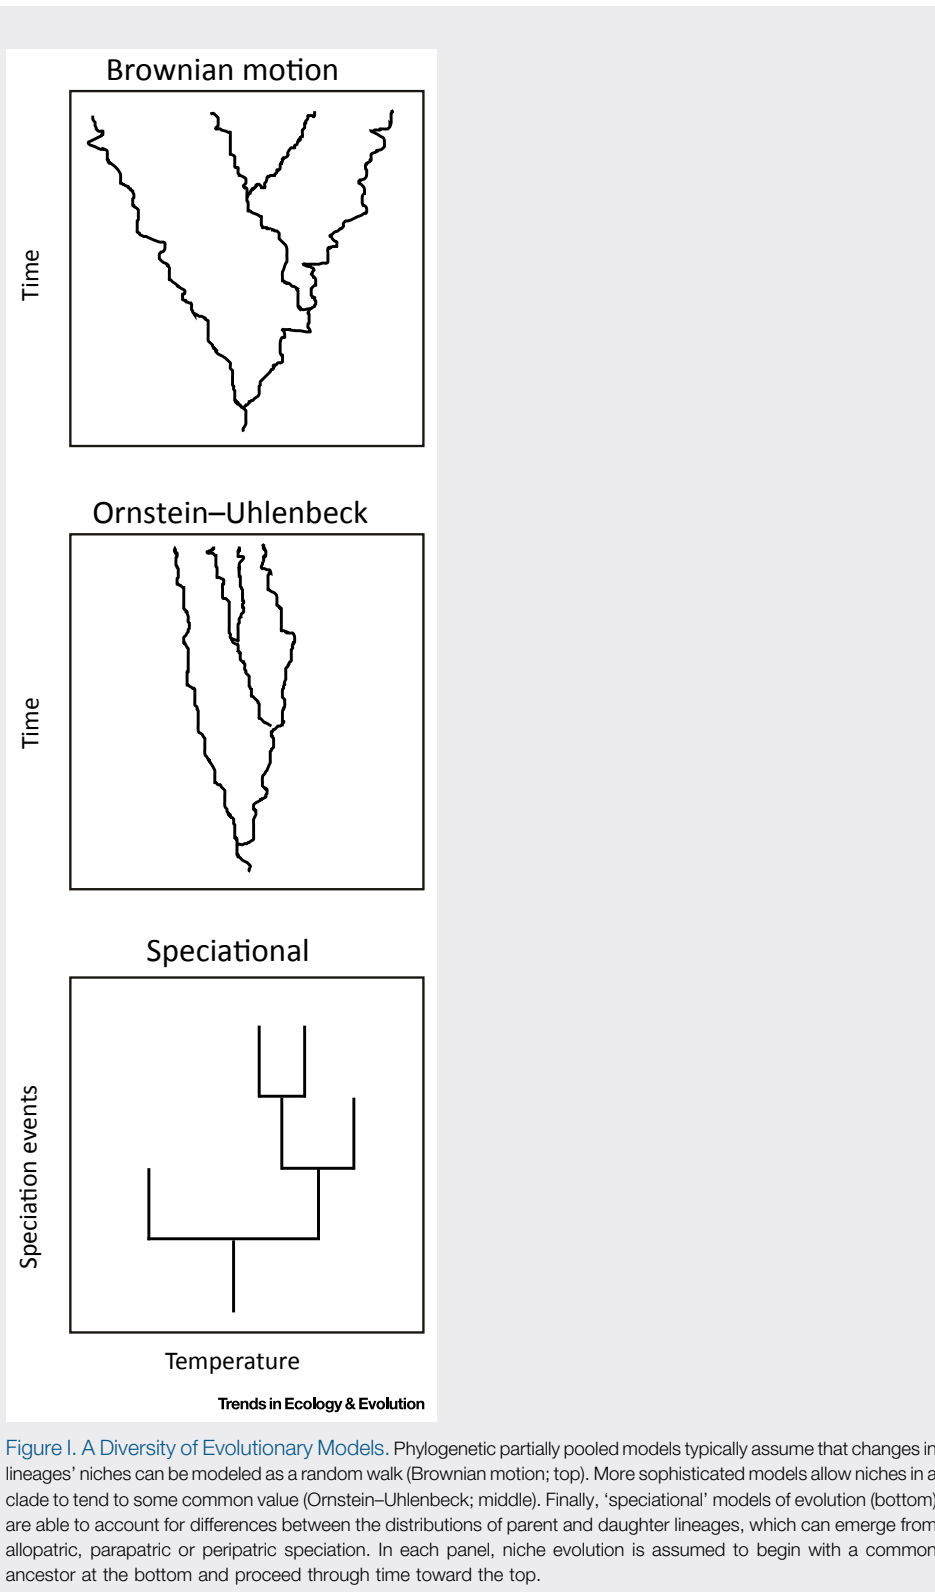 Brownian motion
Time
Ornstein–Uhlenbeck
Time
Speciational
Speciation events
Temperature
Trends in Ecology & Evolution
Figure I. A Diversity of Evolutionary Models. Phylogenetic partially pooled models typically assume that changes in
lineages’ niches can be modeled as a random walk (Brownian motion; top). More sophisticated models allow niches in a
clade to tend to some common value (Ornstein–Uhlenbeck; middle). Finally, ‘speciational’ models of evolution (bottom)
are able to account for differences between the distributions of parent and daughter lineages, which can emerge from
allopatric, parapatric or peripatric speciation. In each panel, niche evolution is assumed to begin with a common
ancestor at the bottom and proceed through time toward the top.